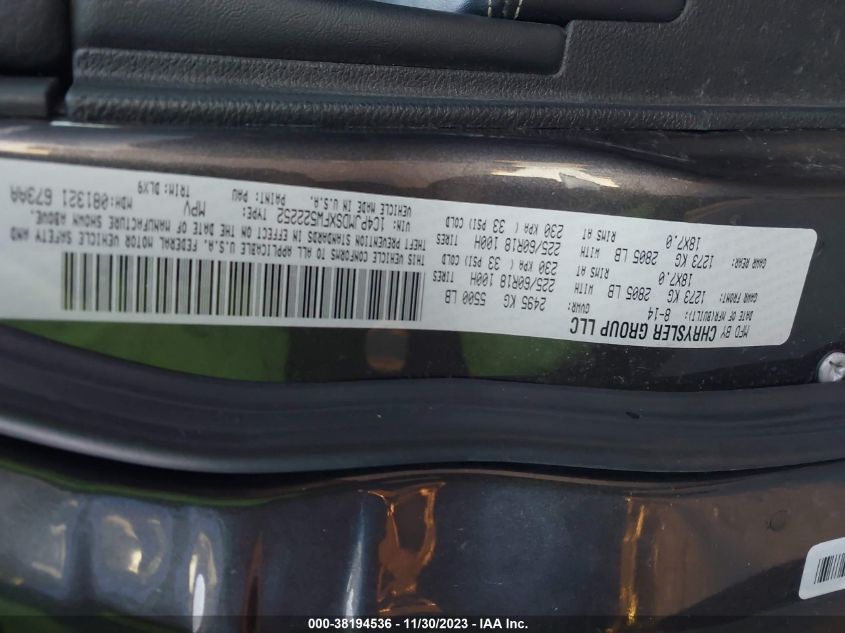 MFD BY CHRYSLER GROUP LLC
DATE OF MFR(BUILT): 8-14 GVWR: 2495 KG 5500 LB
GAWR FRONT: 1273 KG 2805 LB WITH 225/60R18 100H TIRES
18X7.0 RIMS AT 230 KPA ( 33 PSI) COLD
GAWR REAR: 1273 KG 2805 LB WITH 225/60R18 100H TIRES
18X7.0 RIMS AT 230 KPA ( 33 PSI) COLD
THIS VEHICLE CONFORMS TO ALL APPLICABLE U.S.A. FEDERAL MOTOR VEHICLE SAFETY AND
THEFT PREVENTION STANDARDS IN EFFECT ON THE DATE OF MANUFACTURE SHOWN ABOVE.
VIN: 1C4PJMDSXFW522252 TYPE: MPV MDH: 081321 673AA
VEHICLE MADE IN U.S.A. PAINT: PAU TRIM: DLX9
000-38194536 - 11/30/2023 - IAA Inc.